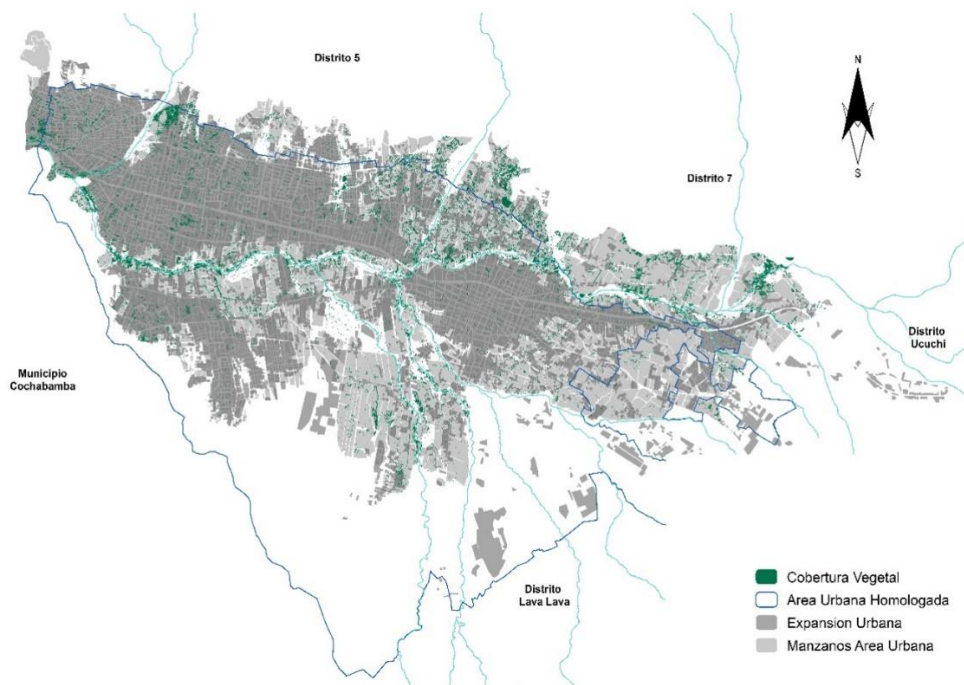 Distrito 5
N
S
Distrito 7
Distrito
Ucuchi
Municipio
Cochabamba
Distrito
Lava Lava
Cobertura Vegetal
Area Urbana Homologada
Expansion Urbana
Manzanos Area Urbana